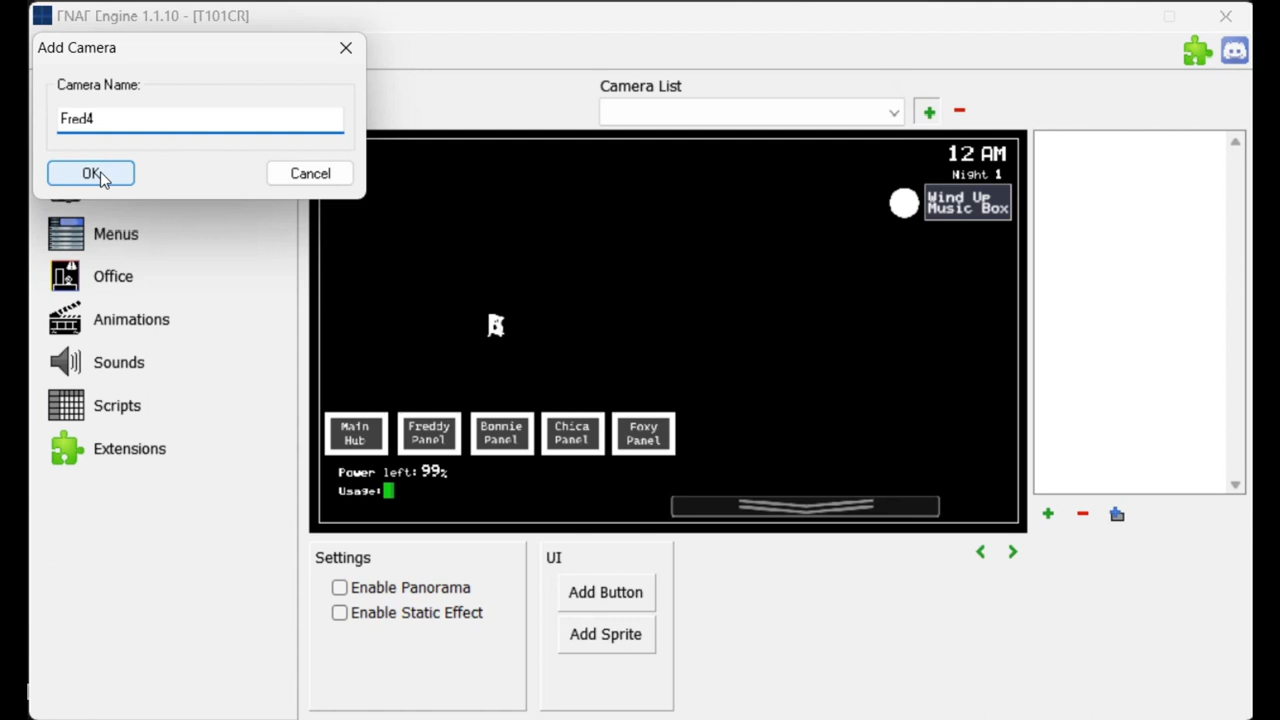 ГNAГ Engine 1.1.10 - [T101CR]
Add Camera
Camera Name:
Fred4
OK
Cancel
Camera List
12 AM
Night 1
Wind Up
Music Box
Menus
Office
Animations
Sounds
Scripts
Extensions
Main
Hub
Freddy
Panel
Bonnie
Panel
Chica
Panel
Foxy
Panel
Power left: 99%
Usage:
Settings
Enable Panorama
Enable Static Effect
UI
Add Button
Add Sprite